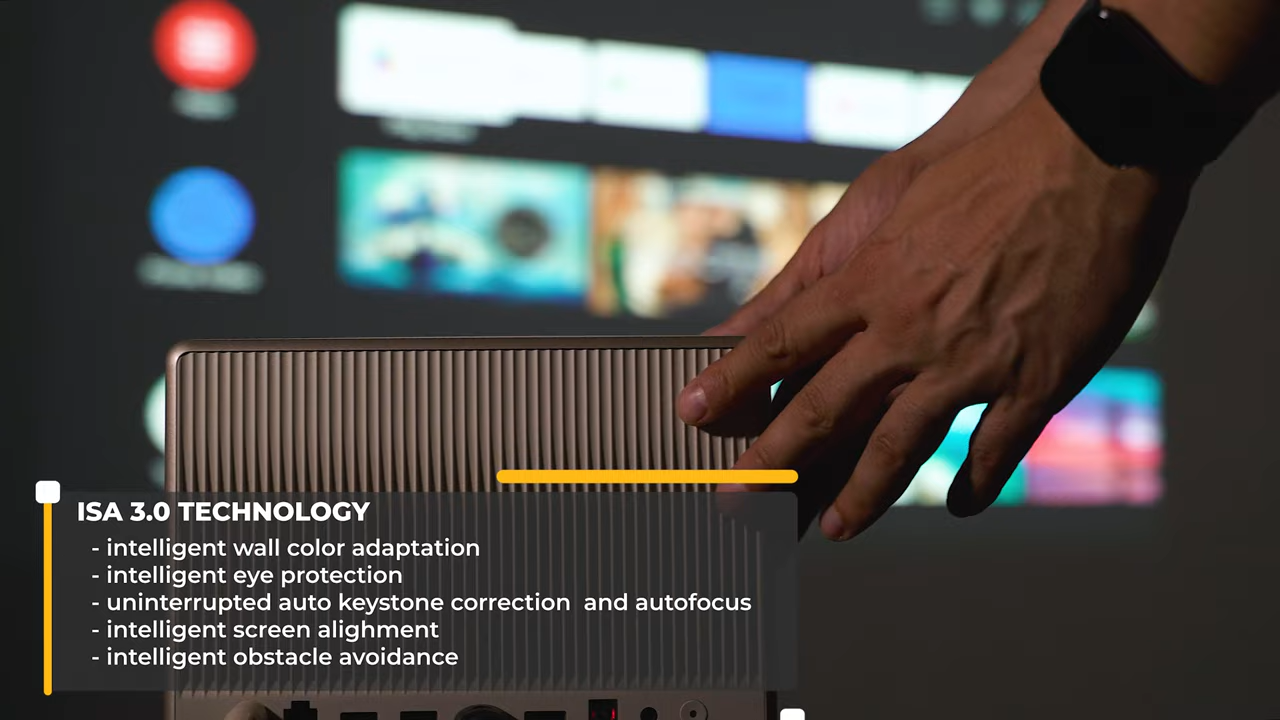 ISA 3.0 TECHNOLOGY
- intelligent wall color adaptation
- intelligent eye protection
- uninterrupted auto keystone correction  and autofocus
- intelligent screen alighment
- intelligent obstacle avoidance